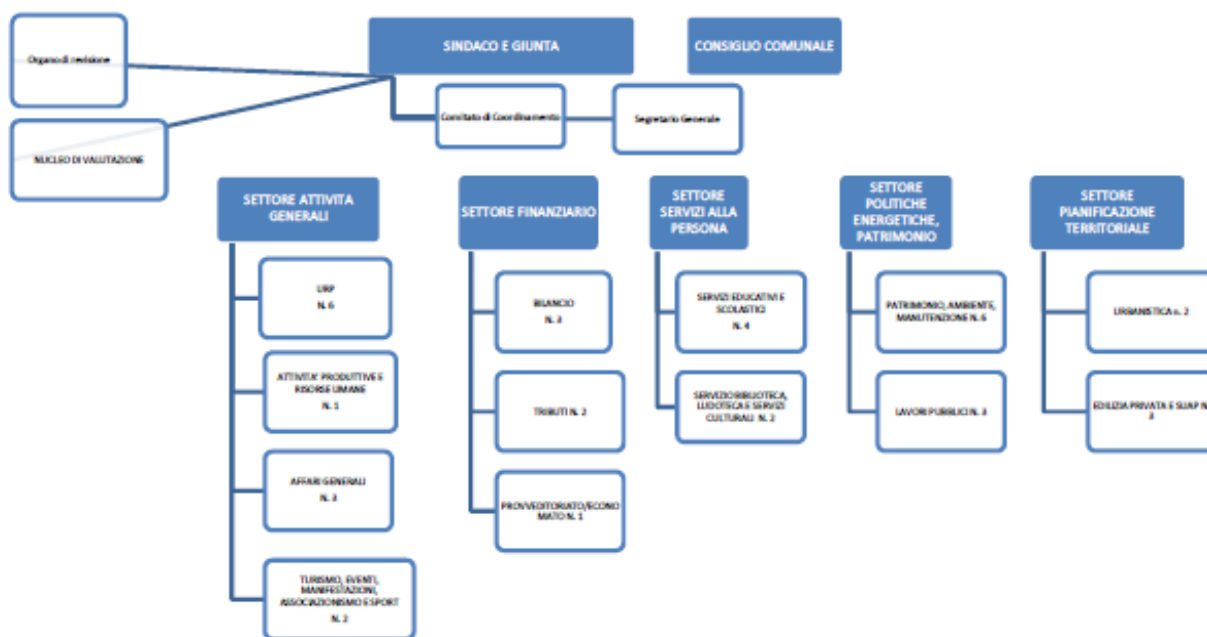 SINDACO E GIUNTA
CONSIGLIO COMUNALE
Organo di revisione
Comitato di Coordinamento
Segretario Generale
NUCLEO DI VALUTAZIONE
SETTORE ATTIVITA
GENERALI
URP
N. 6
ATTIVITA' PRODUTTIVE E
RISORSE UMANE
N. 1
AFFARI GENERALI
N. 3
TURISMO, EVENTI,
MANIFESTAZIONI,
ASSOCIAZIONISMO E SPORT
N. 2
SETTORE FINANZIARIO
BILANCIO
N. 3
TRIBUTI N. 2
PROVVEDITORIATO/ECONO
MATO N. 1
SETTORE
SERVIZI ALLA
PERSONA
SERVIZI EDUCATIVI E
SCOLASTICI
N. 4
SERVIZIO BIBLIOTECA,
LUDOTECA E SERVIZI
CULTURALI N. 2
SETTORE
POLITICHE
ENERGETICHE,
PATRIMONIO
PATRIMONIO, AMBIENTE,
MANUTENZIONE N. 6
LAVORI PUBBLICI N. 3
SETTORE
PIANIFICAZIONE
TERRITORIALE
URBANISTICA n. 2
EDILIZIA PRIVATA E SUAP N.
3